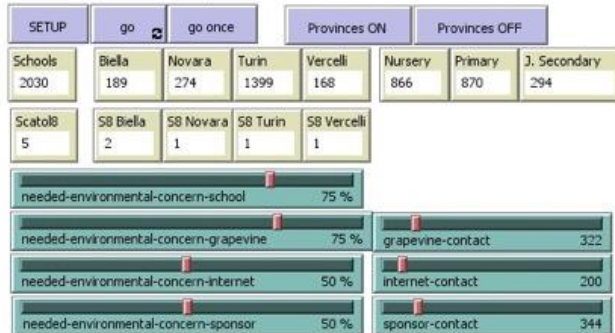 SETUP go go once Provinces ON Provinces OFF
Schools Biella Novara Turin Vercelli Nursery Primary J. Secondary
2030 189 274 1399 168 866 870 294
Scatol8 S8 Biella S8 Novara S8 Turin S8 Vercelli
5 2 1 1 1
needed-environmental-concern-school 75 %
needed-environmental-concern-grapevine 75 % grapevine-contact 322
needed-environmental-concern-internet 50 % internet-contact 200
needed-environmental-concern-sponsor 50 % sponsor-contact 344